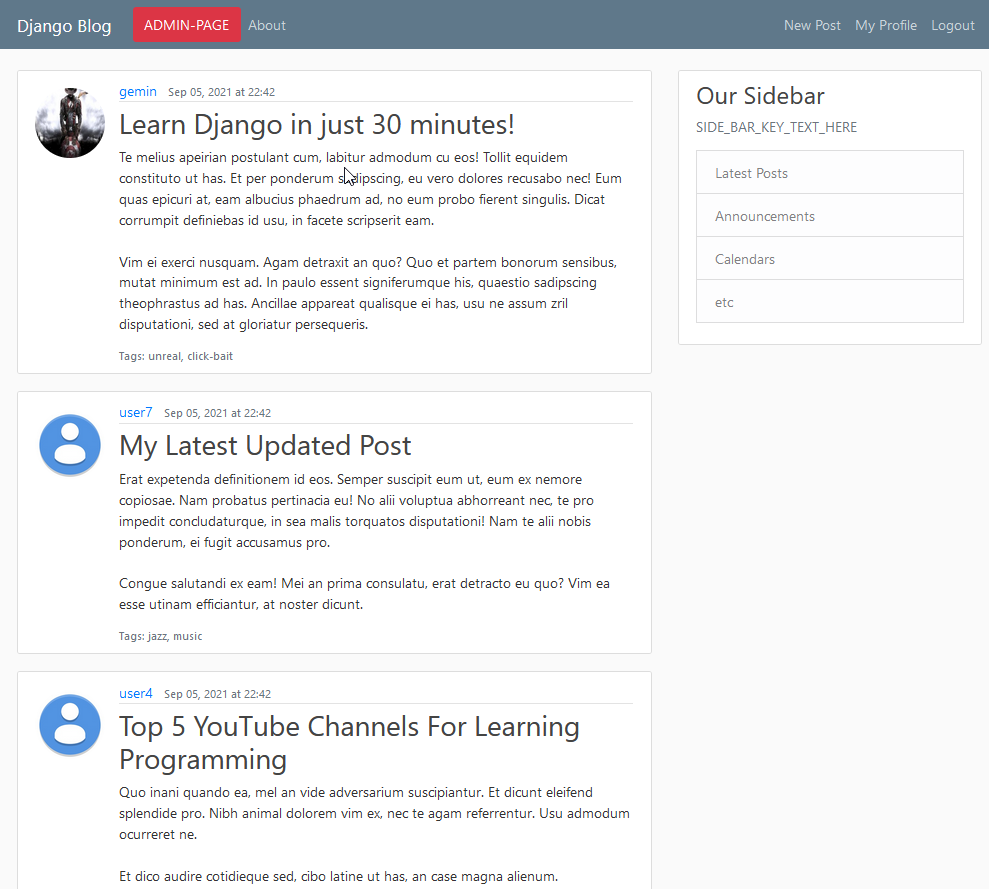 Django Blog ADMIN-PAGE About New Post My Profile Logout
gemin Sep 05, 2021 at 22:42
Learn Django in just 30 minutes!
Te melius apeirian postulant cum, labitur admodum cu eos! Tollit equidem
constituto ut has. Et per ponderum sadipscing, eu vero dolores recusabo nec! Eum
quas epicuri at, eam albucius phaedrum ad, no eum probo fierent singulis. Dicat
corrumpit definiebas id usu, in facete scripserit eam.
Vim ei exerci nusquam. Agam detraxit an quo? Quo et partem bonorum sensibus,
mutat minimum est ad. In paulo essent signiferumque his, quaestio sadipscing
theophrastus ad has. Ancillae appareat qualisque ei has, usu ne assum zril
disputationi, sed at gloriatur persequeris.
Tags: unreal, click-bait
user7 Sep 05, 2021 at 22:42
My Latest Updated Post
Erat expetenda definitionem id eos. Semper suscipit eum ut, eum ex nemore
copiosae. Nam probatus pertinacia eu! No alii voluptua abhorreant nec, te pro
impedit concludaturque, in sea malis torquatos disputationi! Nam te alii nobis
ponderum, ei fugit accusamus pro.
Congue salutandi ex eam! Mei an prima consulatu, erat detracto eu quo? Vim ea
esse utinam efficiantur, at noster dicunt.
Tags: jazz, music
user4 Sep 05, 2021 at 22:42
Top 5 YouTube Channels For Learning
Programming
Quo inani quando ea, mel an vide adversarium suscipiantur. Et dicunt eleifend
splendide pro. Nibh animal dolorem vim ex, nec te agam referrentur. Usu admodum
ocurreret ne.
Et dico audire cotidieque sed, cibo latine ut has, an case magna alienum.
Our Sidebar
SIDE_BAR_KEY_TEXT_HERE
Latest Posts
Announcements
Calendars
etc